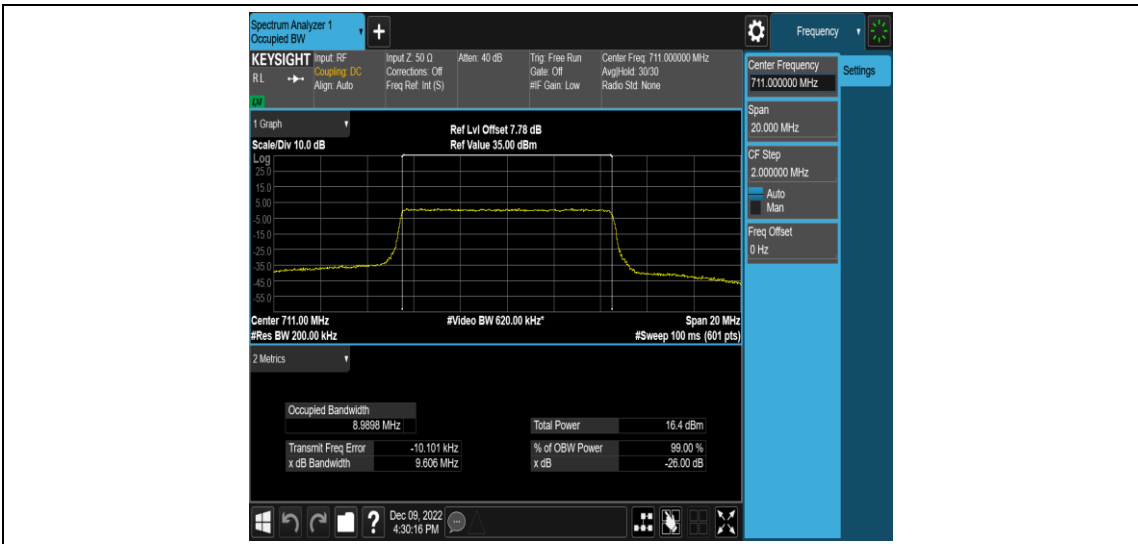 Spectrum Analyzer 1
Occupied BW
+
Frequency
KEYSIGHT
RL
LXI
Input: RF
Coupling: DC
Align: Auto
Input Z: 50 Ω
Corrections: Off
Freq Ref: Int (S)
Atten: 40 dB
Trig: Free Run
Gate: Off
#IF Gain: Low
Center Freq: 711.000000 MHz
Avg|Hold: 30/30
Radio Std: None
Center Frequency
711.000000 MHz
Settings
Span
20.000 MHz
CF Step
2.000000 MHz
Auto
Man
Freq Offset
0 Hz
1 Graph
Ref Lvl Offset 7.78 dB
Scale/Div 10.0 dB
Ref Value 35.00 dBm
Log
25.0
15.0
5.00
-5.00
-15.0
-25.0
-35.0
-45.0
-55.0
Center 711.00 MHz
#Video BW 620.00 kHz*
Span 20 MHz
#Res BW 200.00 kHz
#Sweep 100 ms (601 pts)
2 Metrics
Occupied Bandwidth
8.9898 MHz
Total Power 16.4 dBm
Transmit Freq Error -10.101 kHz
% of OBW Power 99.00 %
x dB Bandwidth 9.606 MHz
x dB -26.00 dB
?
Dec 09, 2022
4:30:16 PM